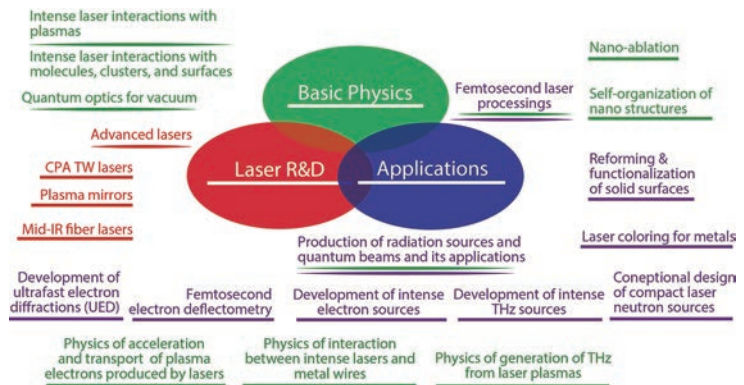 Intense laser interactions with
plasmas
Intense laser interactions with
molecules, clusters, and surfaces
Quantum optics for vacuum
Advanced lasers
CPA TW lasers
Plasma mirrors
Mid-IR fiber lasers
Basic Physics
Laser R&D
Applications
Femtosecond laser
processings
Nano-ablation
Self-organization of
nano structures
Reforming &
functionalization
of solid surfaces
Laser coloring for metals
Production of radiation sources and
quantum beams and its applications
Development of
ultrafast electron
diffractions (UED)
Femtosecond
electron deflectometry
Development of intense
electron sources
Development of intense
THz sources
Coneptional design
of compact laser
neutron sources
Physics of acceleration
and transport of plasma
electrons produced by lasers
Physics of interaction
between intense lasers and
metal wires
Physics of generation of THz
from laser plasmas